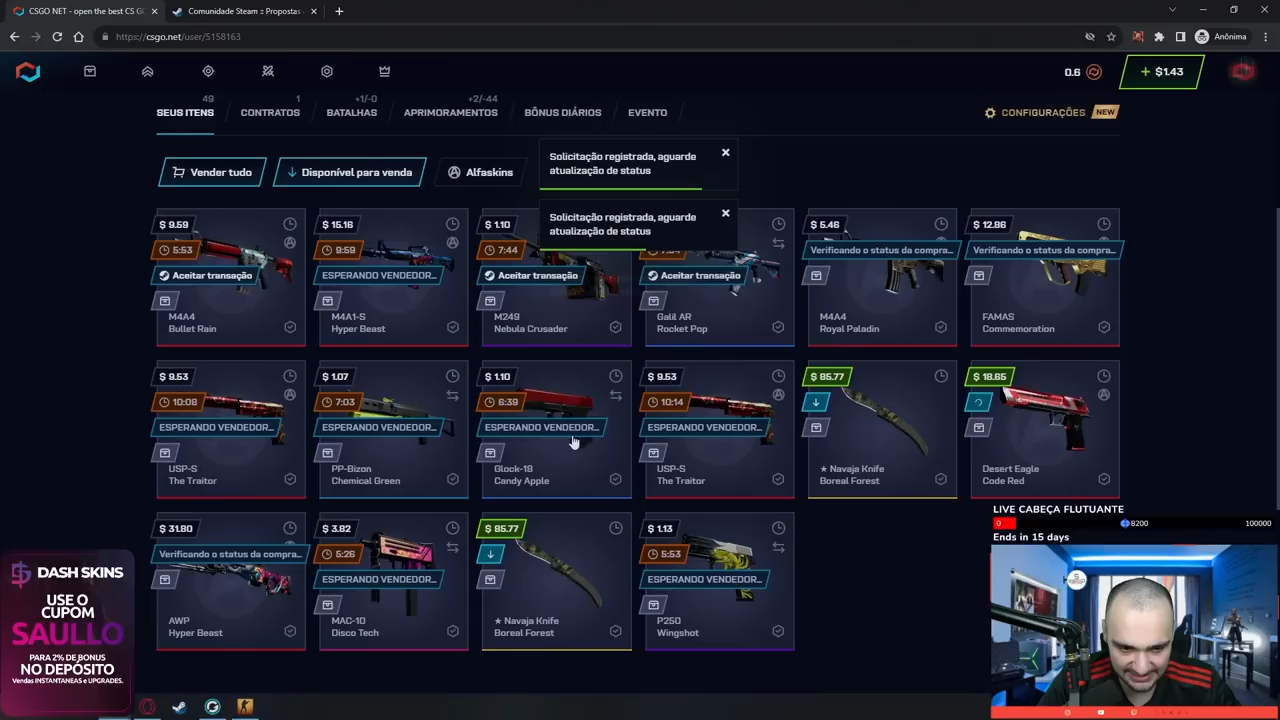 CSGO NET - open the best CS G
Comunidade Steam :: Propostas
https://csgo.net/user/5158163
Anônima
0.6
+ $1.43
SEUS ITENS
49
CONTRATOS
1
BATALHAS
+1/-0
APRIMORAMENTOS
+2/-44
BÔNUS DIÁRIOS
EVENTO
CONFIGURAÇÕES
NEW
Vender tudo
Disponível para venda
Alfaskins
Solicitação registrada, aguarde
atualização de status
Solicitação registrada, aguarde
atualização de status
$ 9.59
5:53
Aceitar transação
M4A4
Bullet Rain
$ 15.16
9:59
ESPERANDO VENDEDOR...
M4A1-S
Hyper Beast
$ 1.10
7:44
Aceitar transação
M249
Nebula Crusader
Aceitar transação
Galil AR
Rocket Pop
$ 5.46
Verificando o status da compra...
M4A4
Royal Paladin
$ 12.86
Verificando o status da compra...
FAMAS
Commemoration
$ 9.53
10:08
ESPERANDO VENDEDOR...
USP-S
The Traitor
$ 1.07
7:03
ESPERANDO VENDEDOR...
PP-Bizon
Chemical Green
$ 1.10
6:39
ESPERANDO VENDEDOR...
Glock-18
Candy Apple
$ 9.53
10:14
ESPERANDO VENDEDOR...
USP-S
The Traitor
$ 85.77
★ Navaja Knife
Boreal Forest
$ 18.65
Desert Eagle
Code Red
$ 31.80
Verificando o status da compra...
AWP
Hyper Beast
$ 3.82
5:26
ESPERANDO VENDEDOR...
MAC-10
Disco Tech
$ 85.77
★ Navaja Knife
Boreal Forest
$ 1.13
5:53
ESPERANDO VENDEDOR...
P250
Wingshot
LIVE CABEÇA FLUTUANTE
0
8200
100000
Ends in 15 days
DASH SKINS
USE O
CUPOM
SAULLO
PARA 2% DE BONUS
NO DEPÓSITO
Vendas INSTANTANEAS e UPGRADES.